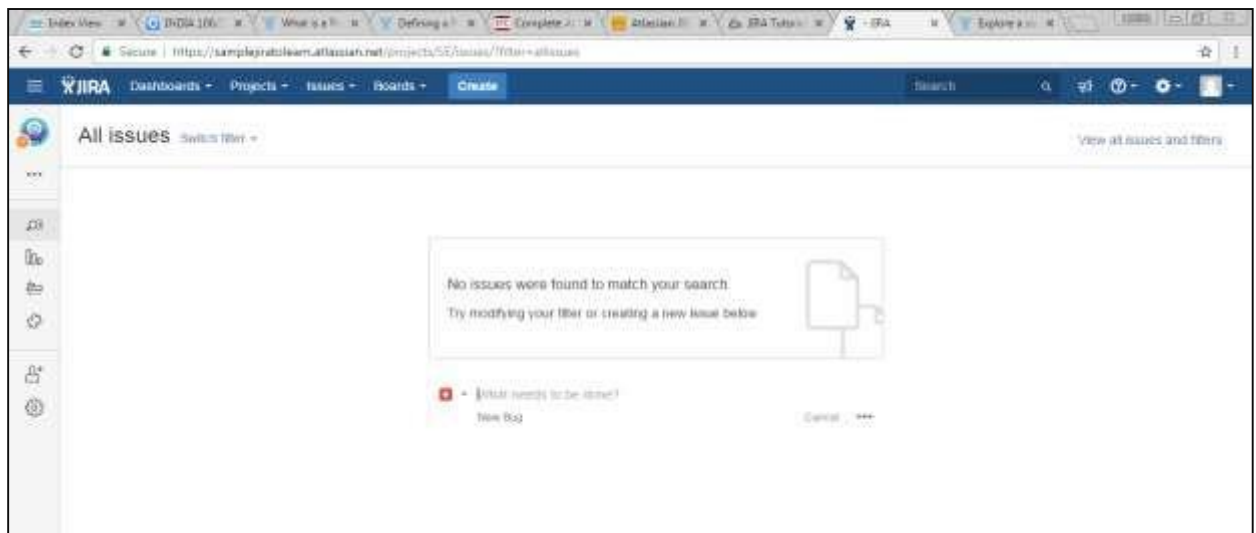 Index View
INDIA 100
What is a
Defining a
Complete
Atlassian
JIRA Tutori
- JIRA
Explore a
Secure | https://samplepratolearn.atlassian.net/projects/SE/issues/?filter=allissues
JIRA Dashboards Projects Issues Boards Create Search
All issues Switch filter
View all issues and filters
No issues were found to match your search
Try modifying your filter or creating a new issue below
What needs to be done?
New Bug Cancel